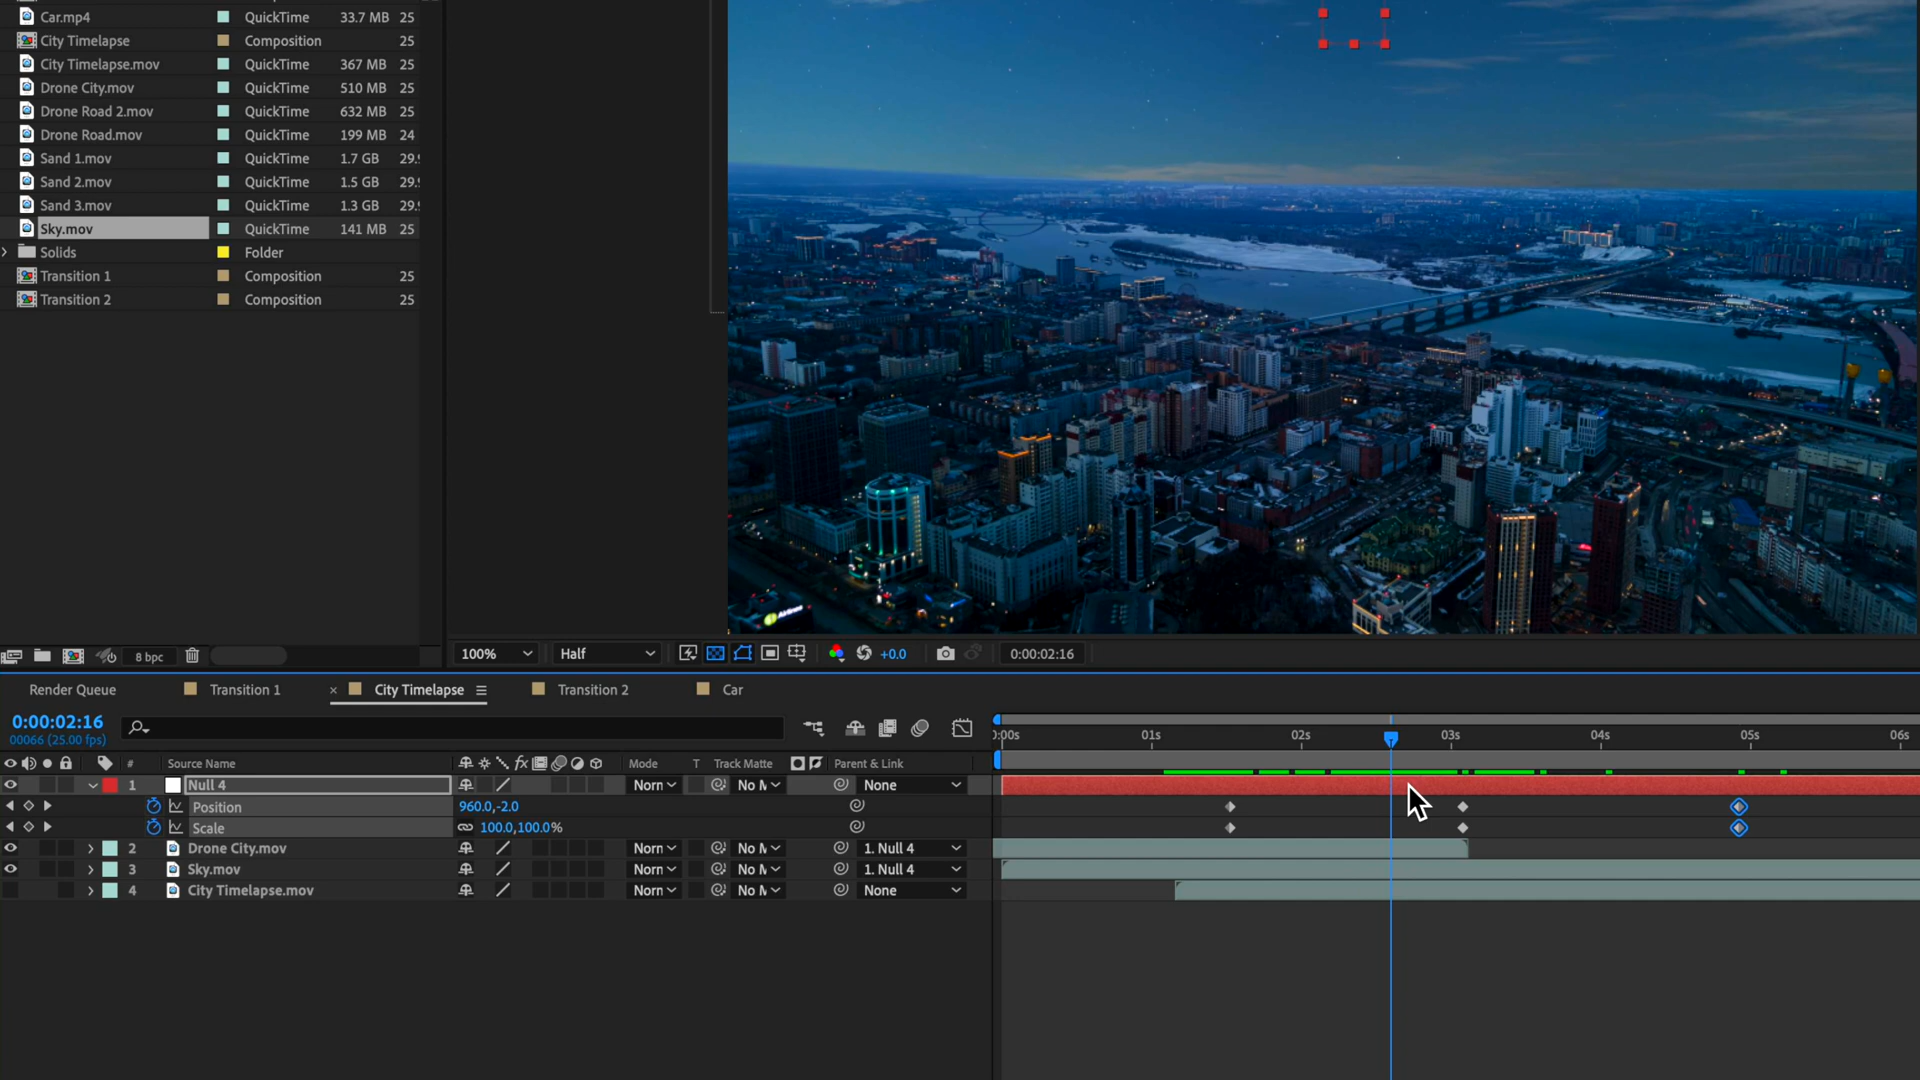 Car.mp4 QuickTime 33.7 MB 25
City Timelapse Composition 25
City Timelapse.mov QuickTime 367 MB 25
Drone City.mov QuickTime 510 MB 25
Drone Road 2.mov QuickTime 632 MB 25
Drone Road.mov QuickTime 199 MB 24
Sand 1.mov QuickTime 1.7 GB 29.9
Sand 2.mov QuickTime 1.5 GB 29.9
Sand 3.mov QuickTime 1.3 GB 29.9
Sky.mov QuickTime 141 MB 25
Solids Folder
Transition 1 Composition 25
Transition 2 Composition 25
8 bpc
100% Half +0.0 0:00:02:16
Render Queue Transition 1 × City Timelapse Transition 2 Car
0:00:02:16
00066 (25.00 fps)
):00s 01s 02s 03s 04s 05s 06s
# Source Name fx Mode T Track Matte Parent & Link
1 Null 4 Norn No M None
Position 960.0,-2.0
Scale 100.0,100.0%
2 Drone City.mov Norn No M 1. Null 4
3 Sky.mov Norn No M 1. Null 4
4 City Timelapse.mov Norn No M None